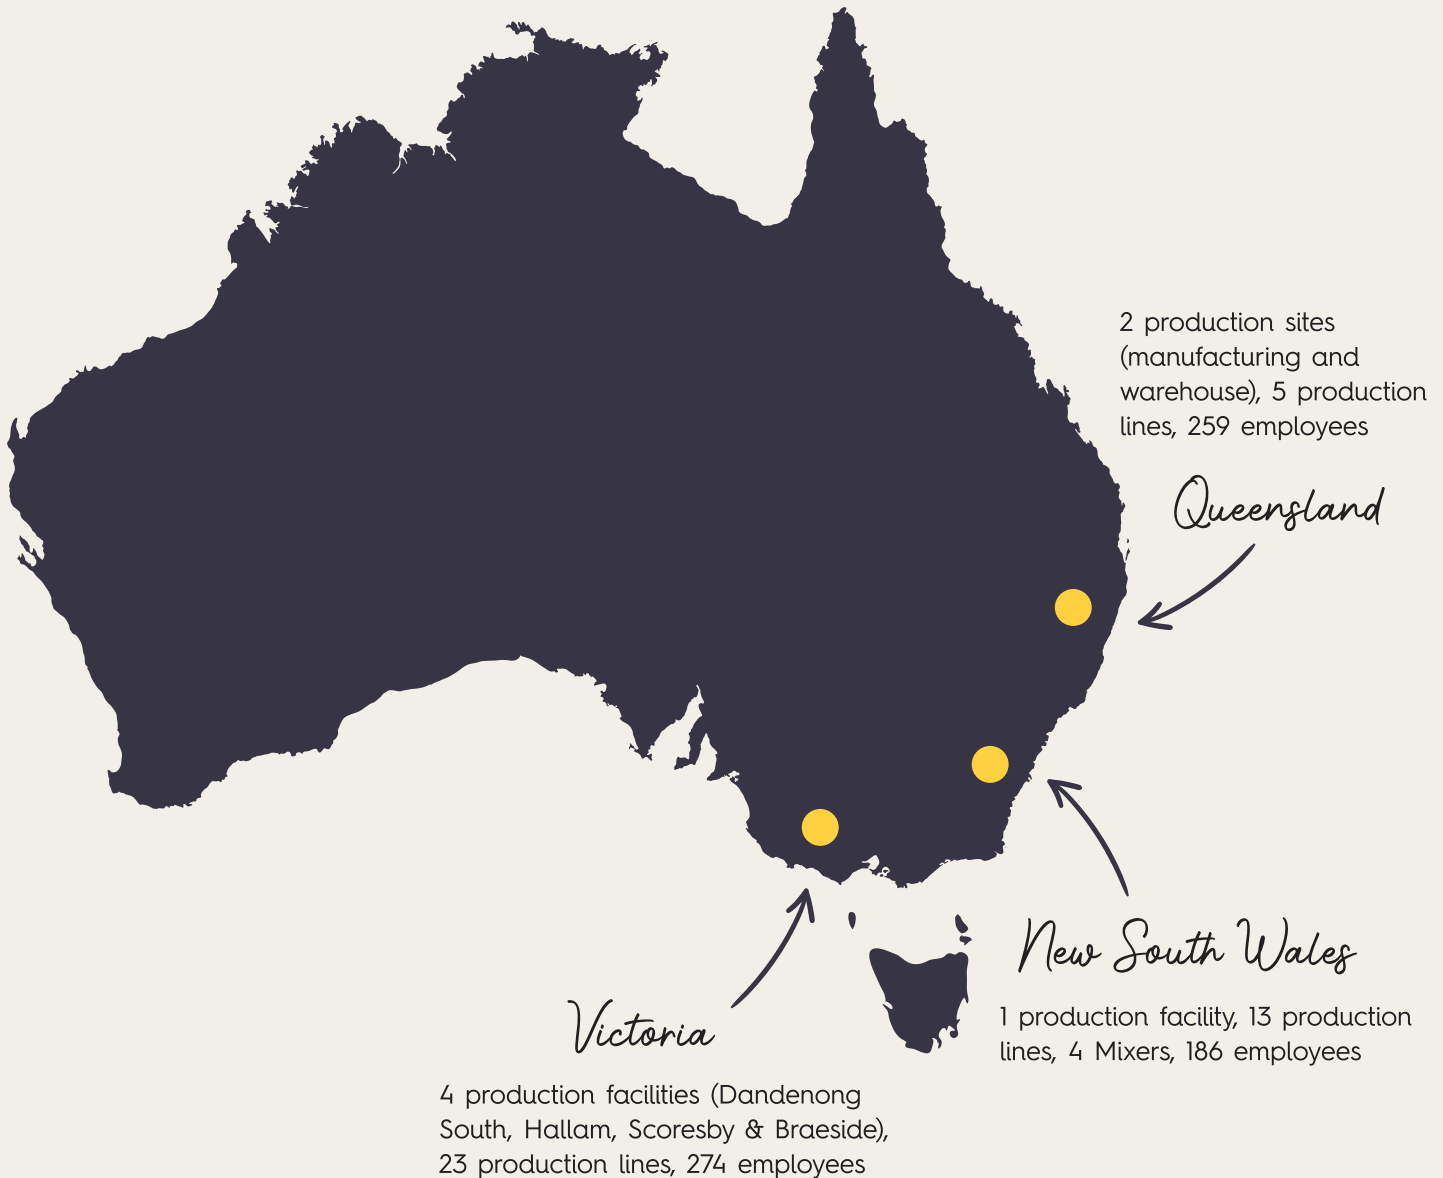 2 production sites
(manufacturing and
warehouse), 5 production
lines, 259 employees
Queensland
New South Wales
1 production facility, 13 production
lines, 4 Mixers, 186 employees
Victoria
4 production facilities (Dandenong
South, Hallam, Scoresby & Braeside),
23 production lines, 274 employees